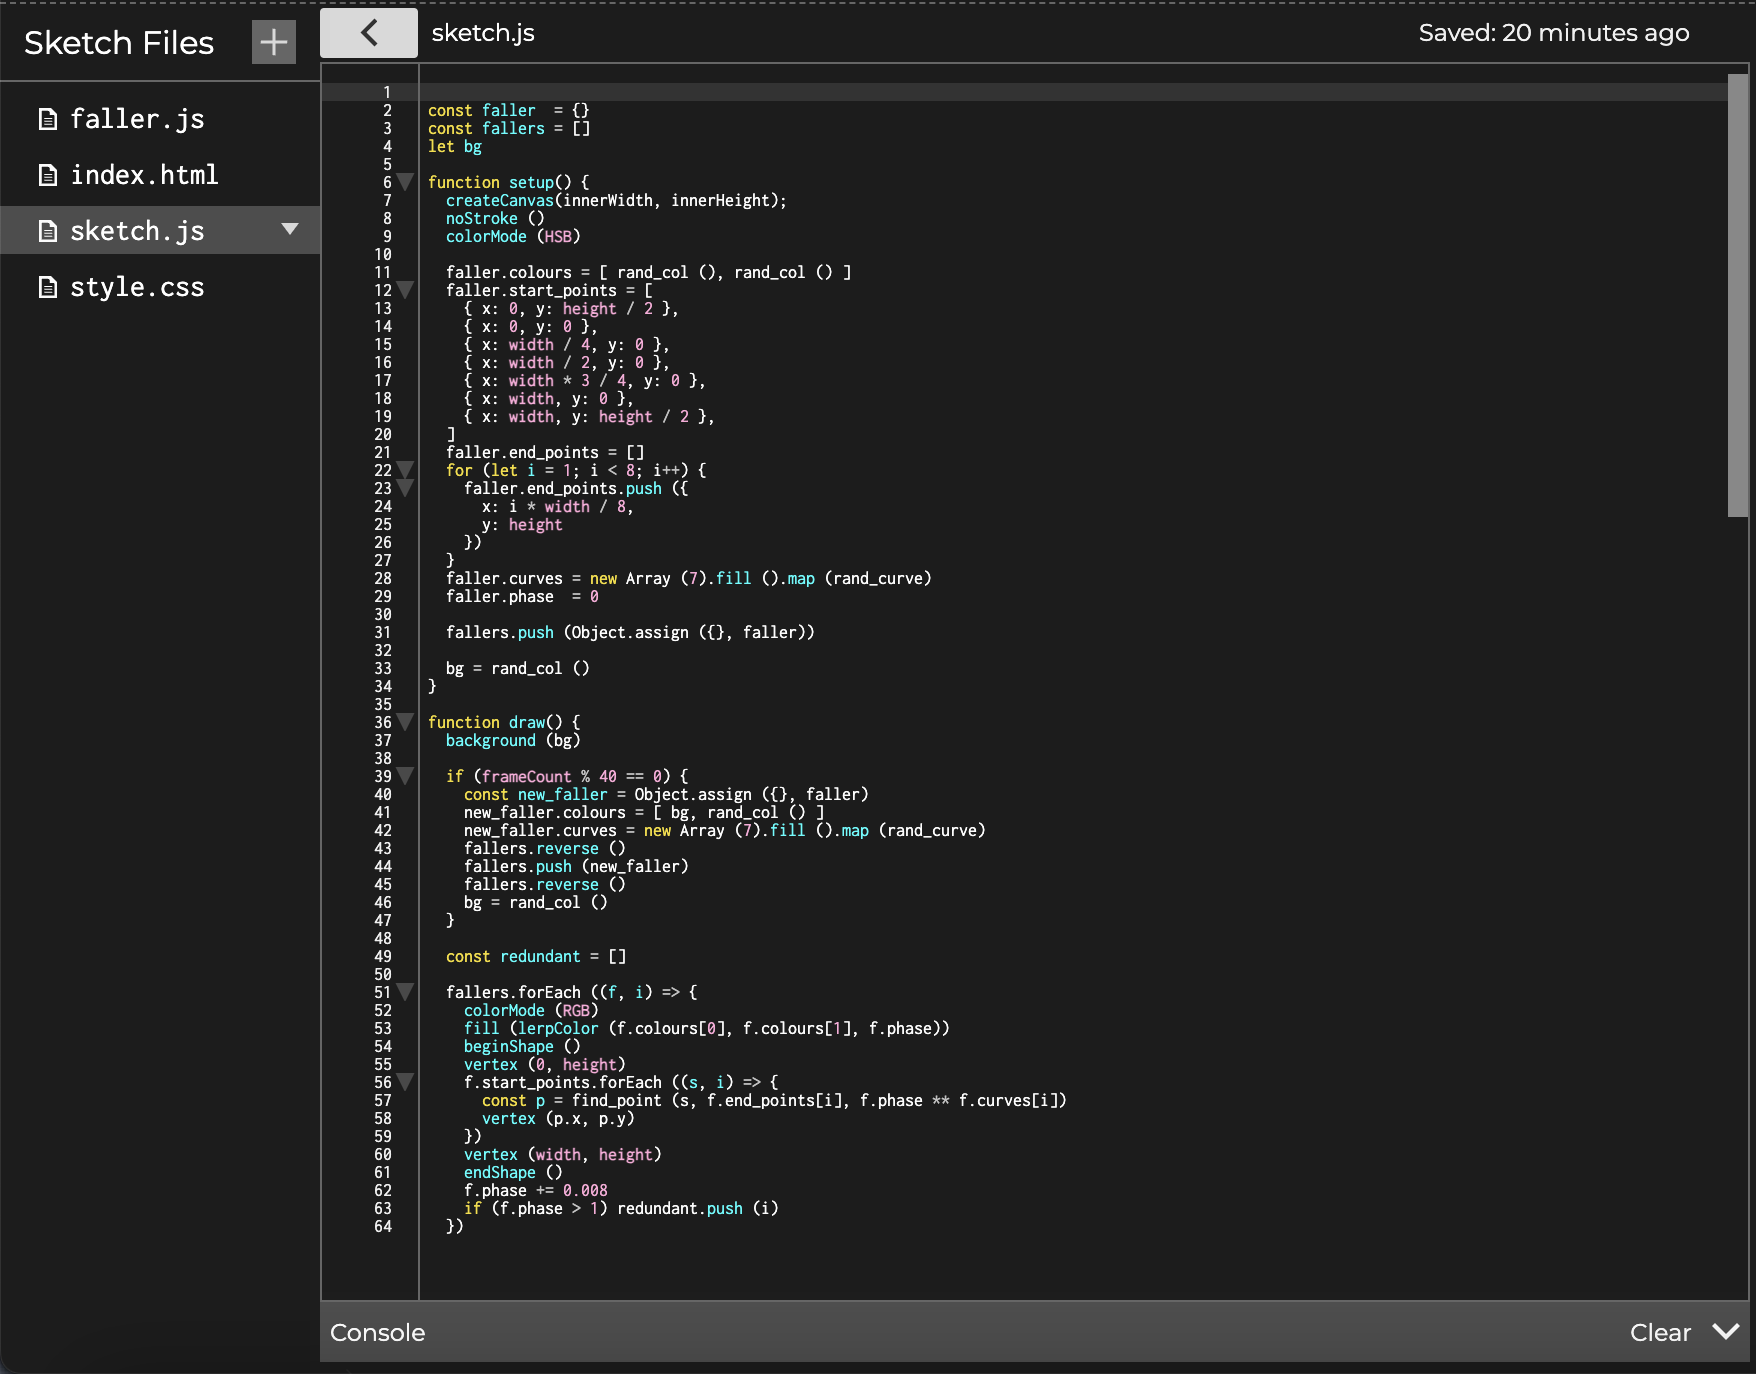 Sketch Files
+
sketch.js
Saved: 20 minutes ago
faller.js
index.html
sketch.js
style.css
1
2 const faller  = {}
3 const fallers = []
4 let bg
5
6 function setup() {
7   createCanvas(innerWidth, innerHeight);
8   noStroke ()
9   colorMode (HSB)
10
11   faller.colours = [ rand_col (), rand_col () ]
12   faller.start_points = [
13     { x: 0, y: height / 2 },
14     { x: 0, y: 0 },
15     { x: width / 4, y: 0 },
16     { x: width / 2, y: 0 },
17     { x: width * 3 / 4, y: 0 },
18     { x: width, y: 0 },
19     { x: width, y: height / 2 },
20   ]
21   faller.end_points = []
22   for (let i = 1; i < 8; i++) {
23     faller.end_points.push ({
24       x: i * width / 8,
25       y: height
26     })
27   }
28   faller.curves = new Array (7).fill ().map (rand_curve)
29   faller.phase  = 0
30
31   fallers.push (Object.assign ({}, faller))
32
33   bg = rand_col ()
34 }
35
36 function draw() {
37   background (bg)
38
39   if (frameCount % 40 == 0) {
40     const new_faller = Object.assign ({}, faller)
41     new_faller.colours = [ bg, rand_col () ]
42     new_faller.curves = new Array (7).fill ().map (rand_curve)
43     fallers.reverse ()
44     fallers.push (new_faller)
45     fallers.reverse ()
46     bg = rand_col ()
47   }
48
49   const redundant = []
50
51   fallers.forEach ((f, i) => {
52     colorMode (RGB)
53     fill (lerpColor (f.colours[0], f.colours[1], f.phase))
54     beginShape ()
55     vertex (0, height)
56     f.start_points.forEach ((s, i) => {
57       const p = find_point (s, f.end_points[i], f.phase ** f.curves[i])
58       vertex (p.x, p.y)
59     })
60     vertex (width, height)
61     endShape ()
62     f.phase += 0.008
63     if (f.phase > 1) redundant.push (i)
64   })
Console
Clear